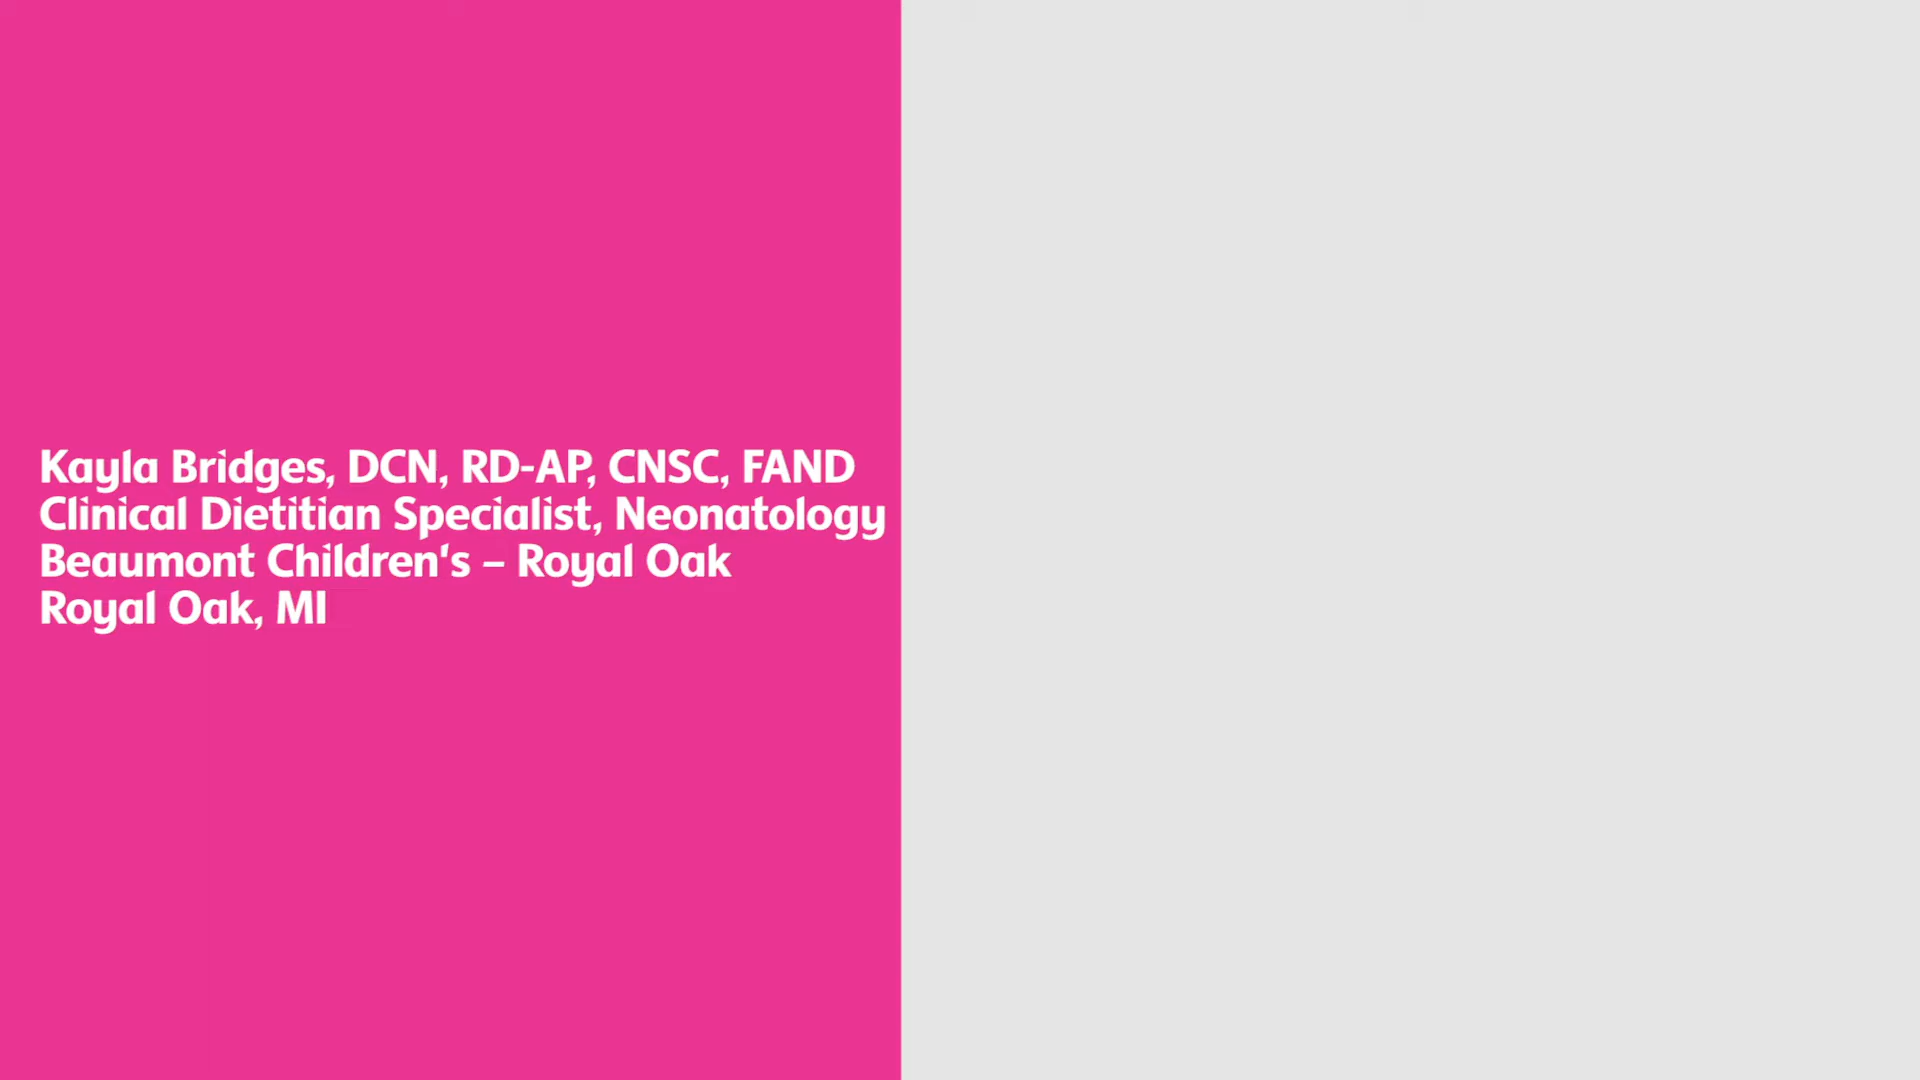 Kayla Bridges, DCN, RD-AP, CNSC, FAND
Clinical Dietitian Specialist, Neonatology
Beaumont Children's – Royal Oak
Royal Oak, MI